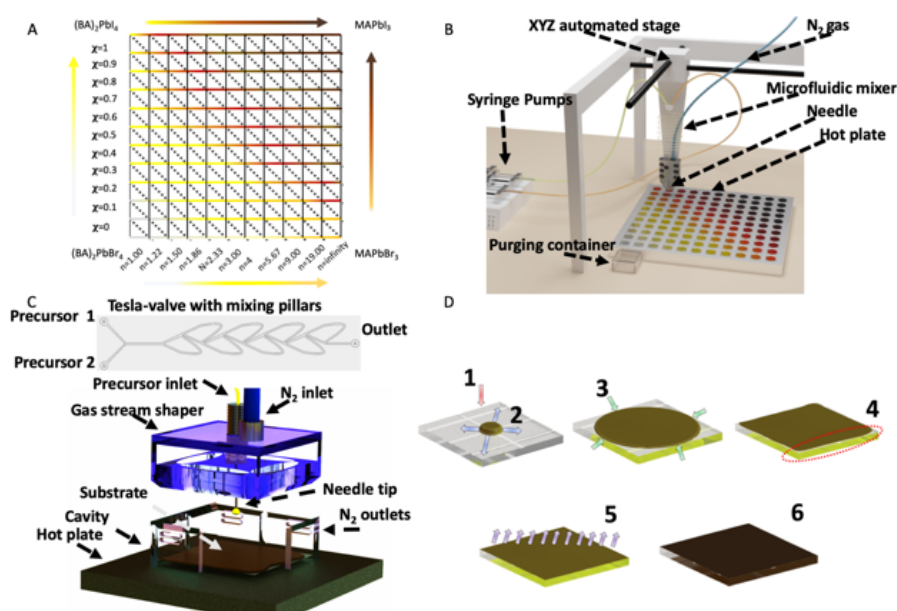 A
(BA)₂PbI₄
MAPbI₃
χ=1
χ=0.9
χ=0.8
χ=0.7
χ=0.6
χ=0.5
χ=0.4
χ=0.3
χ=0.2
χ=0.1
χ=0
(BA)₂PbBr₄
n=1.00
n=1.22
n=1.50
n=1.86
N=2.33
n=3.00
n=4
n=5.67
n=9.00
n=19.00
n=infinity
MAPbBr₃
B
XYZ automated stage
N₂ gas
Microfluidic mixer
Syringe Pumps
Needle
Hot plate
Purging container
C
Tesla-valve with mixing pillars
Precursor 1
Outlet
Precursor 2
Precursor inlet
N₂ inlet
Gas stream shaper
Substrate
Needle tip
Cavity
N₂ outlets
Hot plate
D
1
2
3
4
5
6